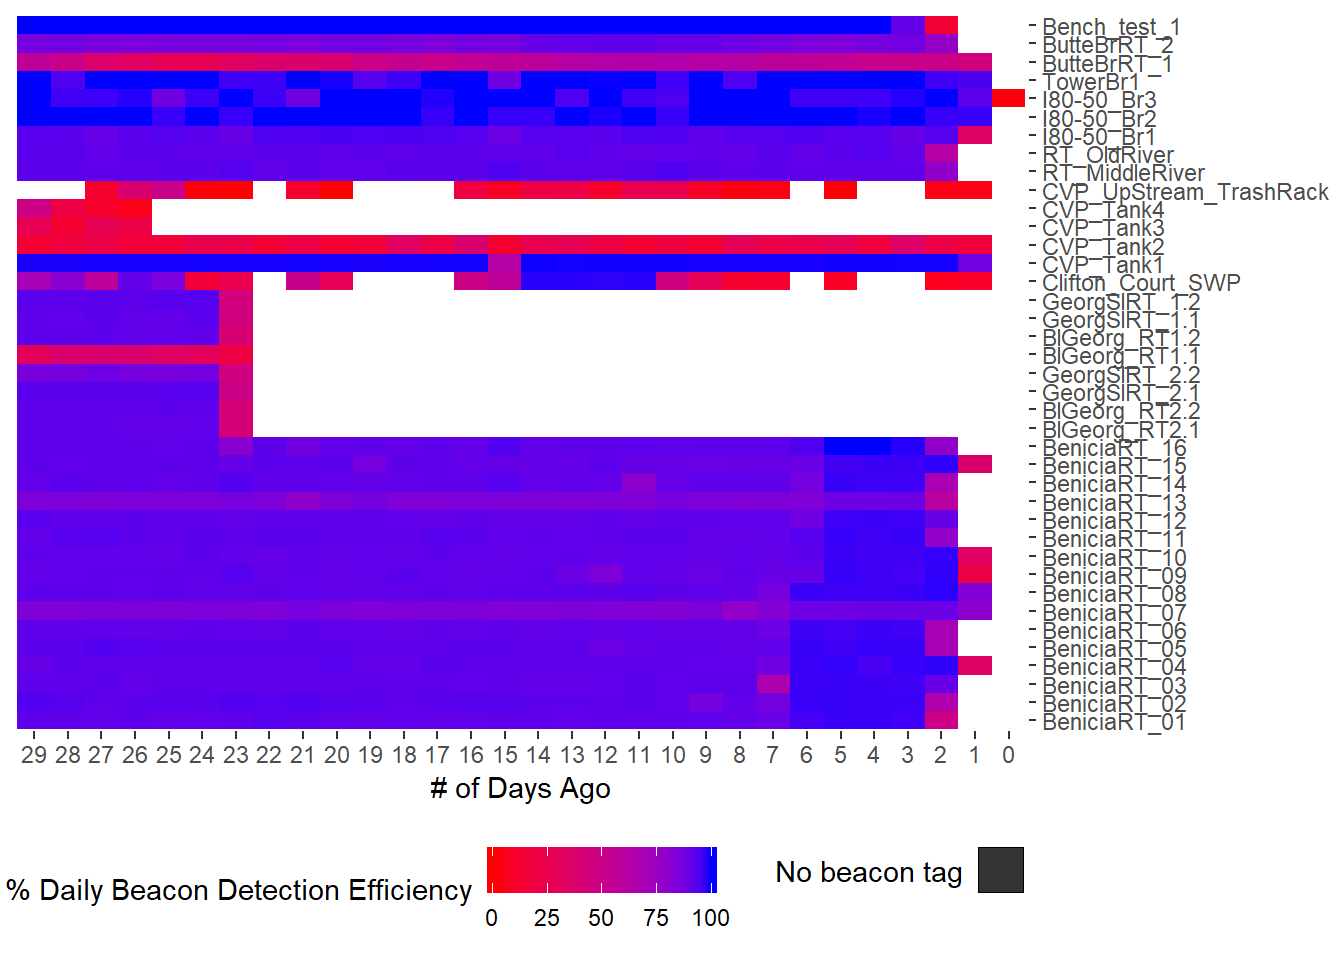 Bench_test_1
ButteBrRT_2
ButteBrRT_1
TowerBr1
I80-50_Br3
I80-50_Br2
I80-50_Br1
RT_OldRiver
RT_MiddleRiver
CVP_UpStream_TrashRack
CVP_Tank4
CVP_Tank3
CVP_Tank2
CVP_Tank1
Clifton_Court_SWP
GeorgSlRT_1.2
GeorgSlRT_1.1
BlGeorg_RT1.2
BlGeorg_RT1.1
GeorgSlRT_2.2
GeorgSlRT_2.1
BlGeorg_RT2.2
BlGeorg_RT2.1
BeniciaRT_16
BeniciaRT_15
BeniciaRT_14
BeniciaRT_13
BeniciaRT_12
BeniciaRT_11
BeniciaRT_10
BeniciaRT_09
BeniciaRT_08
BeniciaRT_07
BeniciaRT_06
BeniciaRT_05
BeniciaRT_04
BeniciaRT_03
BeniciaRT_02
BeniciaRT_01
29 28 27 26 25 24 23 22 21 20 19 18 17 16 15 14 13 12 11 10 9 8 7 6 5 4 3 2 1 0
# of Days Ago
% Daily Beacon Detection Efficiency
0 25 50 75 100
No beacon tag